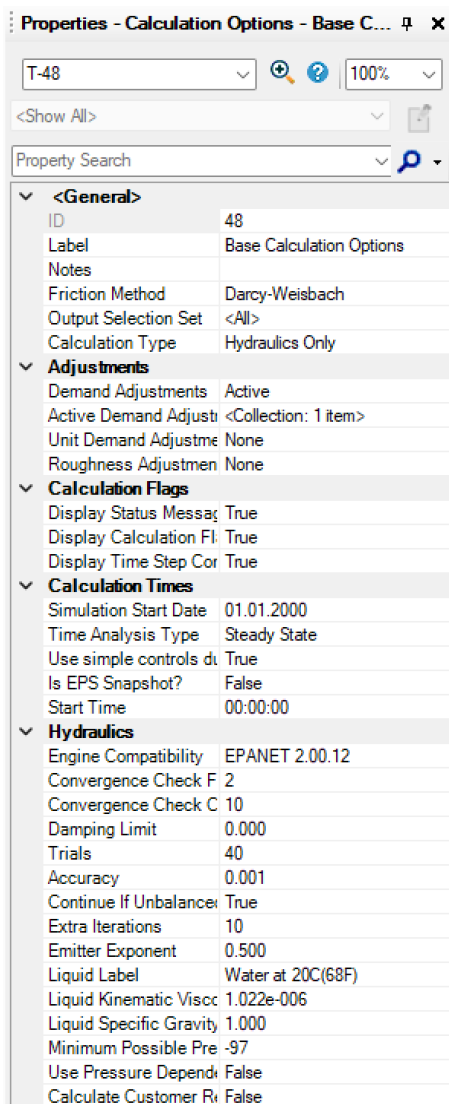 Properties - Calculation Options - Base C...
T-48 100%
<Show All>
Property Search
<General>
ID 48
Label Base Calculation Options
Notes
Friction Method Darcy-Weisbach
Output Selection Set <All>
Calculation Type Hydraulics Only
Adjustments
Demand Adjustments Active
Active Demand Adjustr <Collection: 1 item>
Unit Demand Adjustme None
Roughness Adjustmen None
Calculation Flags
Display Status Messag True
Display Calculation Fl True
Display Time Step Cor True
Calculation Times
Simulation Start Date 01.01.2000
Time Analysis Type Steady State
Use simple controls du True
Is EPS Snapshot? False
Start Time 00:00:00
Hydraulics
Engine Compatibility EPANET 2.00.12
Convergence Check F 2
Convergence Check C 10
Damping Limit 0.000
Trials 40
Accuracy 0.001
Continue If Unbalanced True
Extra Iterations 10
Emitter Exponent 0.500
Liquid Label Water at 20C(68F)
Liquid Kinematic Viscc 1.022e-006
Liquid Specific Gravity 1.000
Minimum Possible Pre -97
Use Pressure Depende False
Calculate Customer Re False